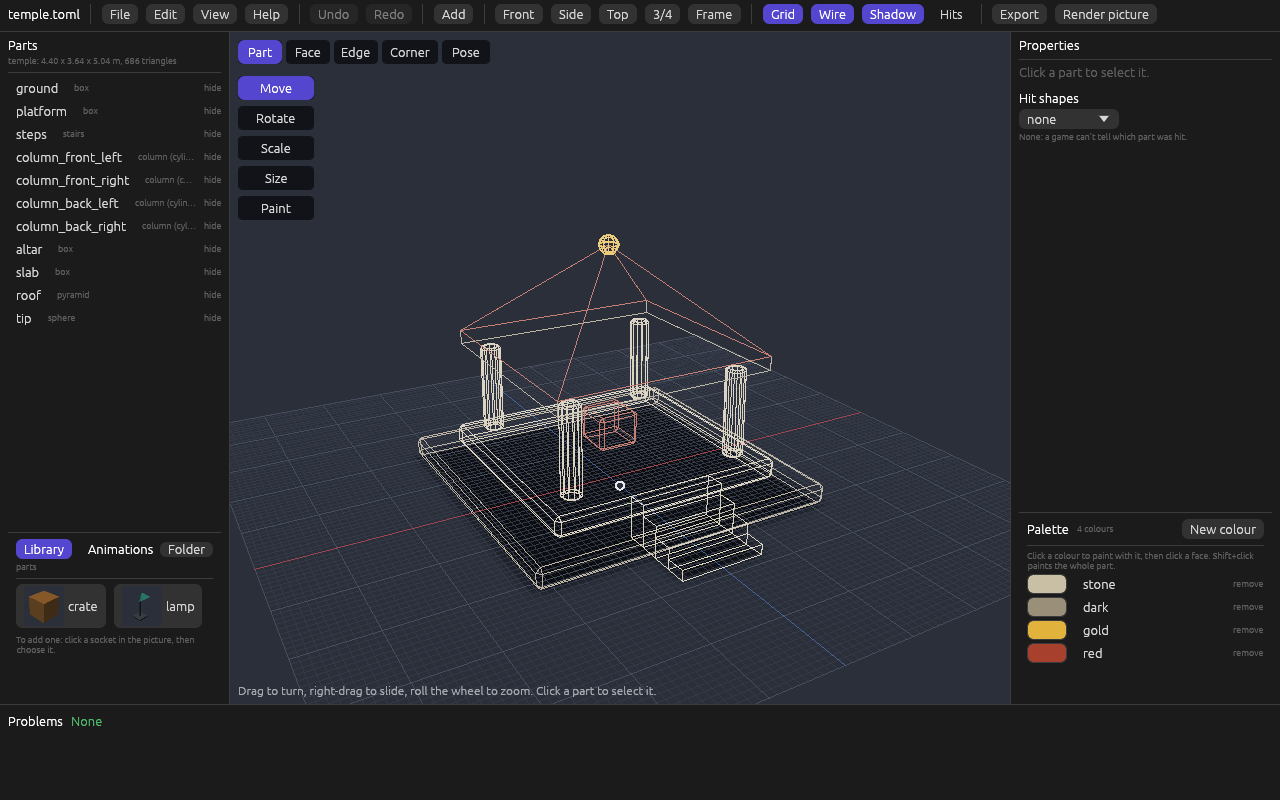 temple.toml File Edit View Help Undo Redo Add Front Side Top 3/4 Frame Grid Wire Shadow Hits Export Render picture
Parts
temple: 4.40 x 3.64 x 5.04 m, 686 triangles
ground box hide
platform box hide
steps stairs hide
column_front_left column (cyli... hide
column_front_right column (c... hide
column_back_left column (cylin... hide
column_back_right column (cyl... hide
altar box hide
slab box hide
roof pyramid hide
tip sphere hide
Library Animations Folder
parts
crate lamp
To add one: click a socket in the picture, then
choose it.
Part Face Edge Corner Pose
Move
Rotate
Scale
Size
Paint
Drag to turn, right-drag to slide, roll the wheel to zoom. Click a part to select it.
Properties
Click a part to select it.
Hit shapes
none
None: a game can't tell which part was hit.
Palette 4 colours New colour
Click a colour to paint with it, then click a face. Shift+click
paints the whole part.
stone remove
dark remove
gold remove
red remove
Problems None